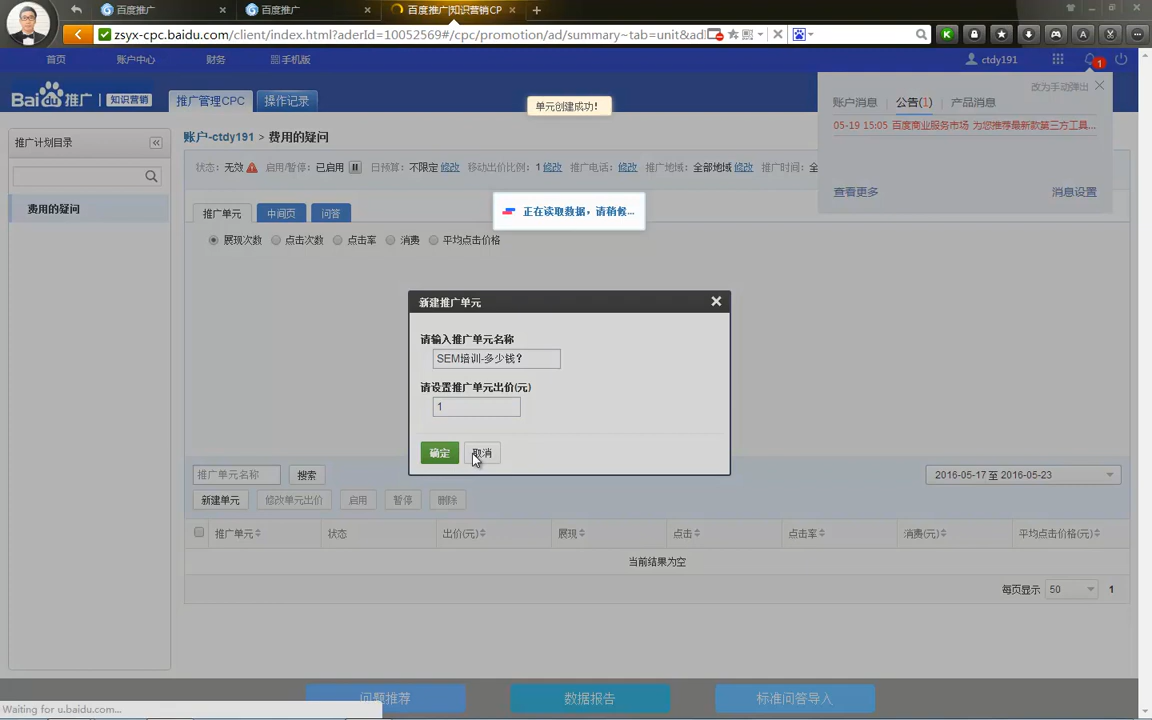 百度推广
百度推广
百度推广|知识营销CP
zsyx-cpc.baidu.com/client/index.html?aderId=10052569#/cpc/promotion/ad/summary~tab=unit&adl
首页
账户中心
财务
手机版
ctdy191
1
Bai du 推广 | 知识营销
推广管理CPC
操作记录
单元创建成功!
改为手动弹出
账户消息
公告(1)
产品消息
05-19 15:05 百度商业服务市场 为您推荐最新款第三方工具...
查看更多
消息设置
推广计划目录
费用的疑问
账户-ctdy191 > 费用的疑问
状态: 无效 启用/暂停: 已启用 日预算: 不限定 修改 移动出价比例: 1 修改 推广电话: 修改 推广地域: 全部地域 修改 推广时间: 全
正在读取数据，请稍候...
推广单元
中间页
问答
展现次数 点击次数 点击率 消费 平均点击价格
新建推广单元
请输入推广单元名称
SEM培训-多少钱?
请设置推广单元出价(元)
1
确定
取消
推广单元名称
搜索
2016-05-17 至 2016-05-23
新建单元
修改单元出价
启用
暂停
删除
推广单元 状态 出价(元) 展现 点击 点击率 消费(元) 平均点击价格(元)
当前结果为空
每页显示 50 1
问题推荐
数据报告
标准问答导入
Waiting for u.baidu.com...